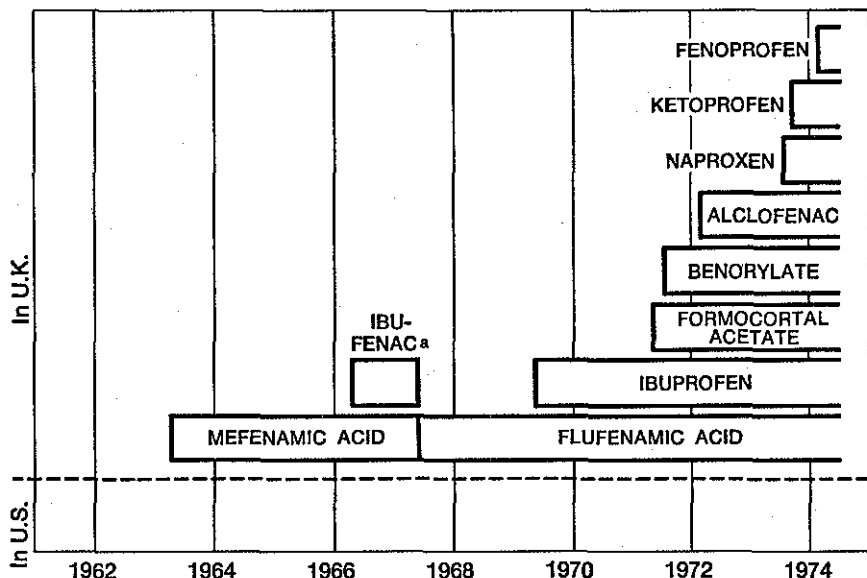 FENOPROFEN
KETOPROFEN
NAPROXEN
ALCLOFENAC
BENORYLATE
FORMOCORTAL
ACETATE
IBU-
FENAC a
IBUPROFEN
MEFENAMIC ACID
FLUFENAMIC ACID
In U.K.
In U.S.
1962 1964 1966 1968 1970 1972 1974